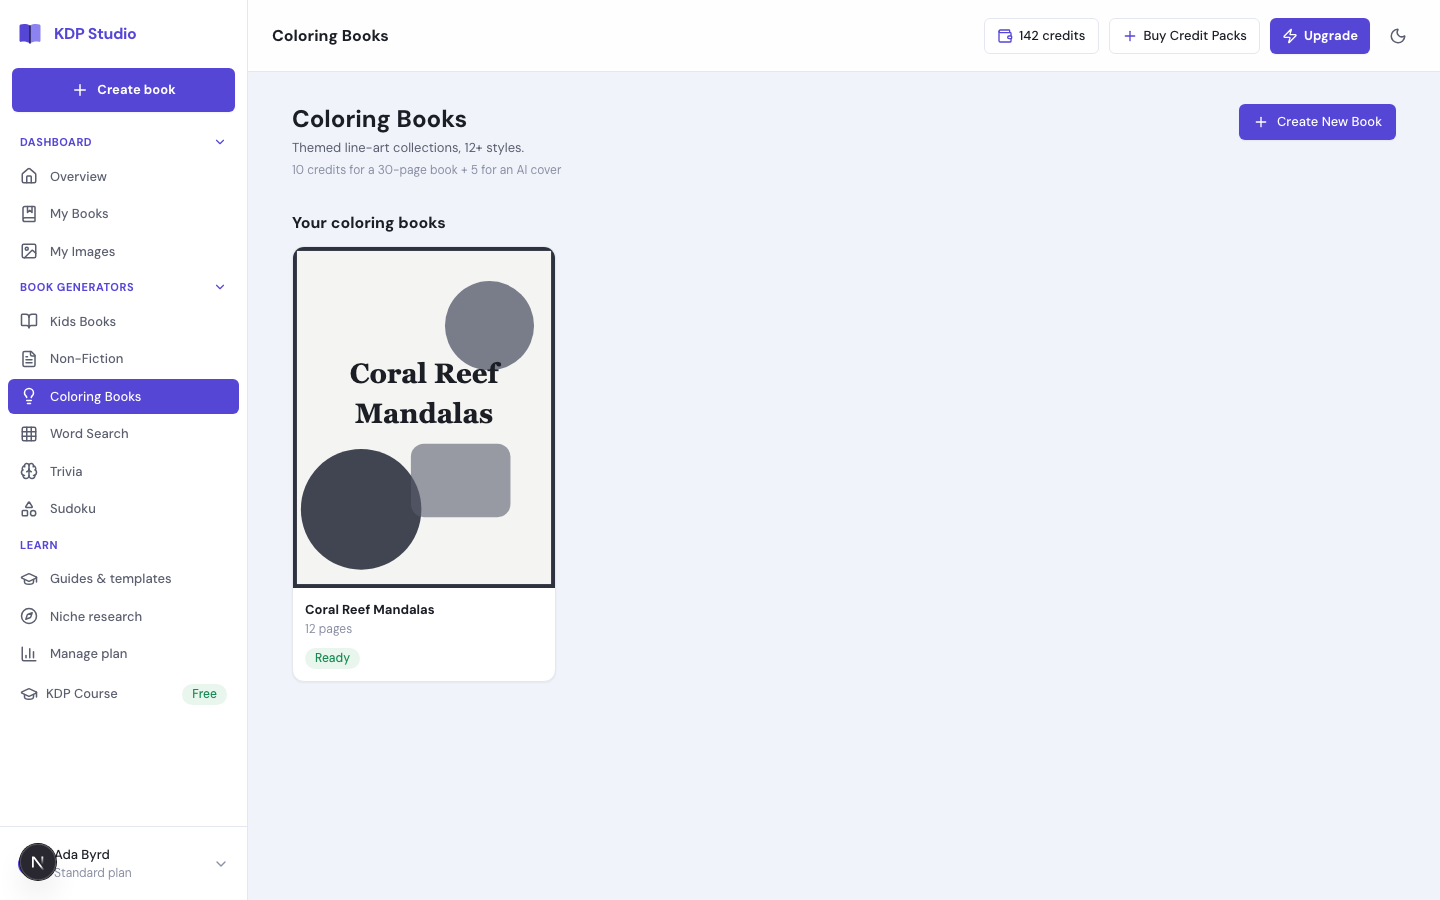 KDP Studio
Create book
DASHBOARD
Overview
My Books
My Images
BOOK GENERATORS
Kids Books
Non-Fiction
Coloring Books
Word Search
Trivia
Sudoku
LEARN
Guides & templates
Niche research
Manage plan
KDP Course
Free
N
Ada Byrd
Standard plan
Coloring Books
142 credits
Buy Credit Packs
Upgrade
Coloring Books
Themed line-art collections, 12+ styles.
10 credits for a 30-page book + 5 for an AI cover
Create New Book
Your coloring books
Coral Reef
Mandalas
Coral Reef Mandalas
12 pages
Ready